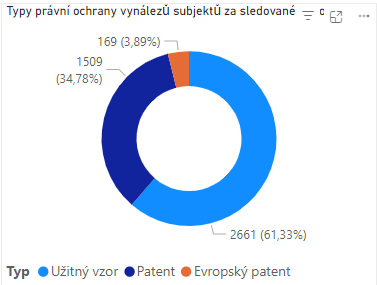 Typy právní ochrany vynálezů subjektů za sledované
169 (3,89%)
1509
(34,78%)
2661 (61,33%)
Typ Užitný vzor Patent Evropský patent